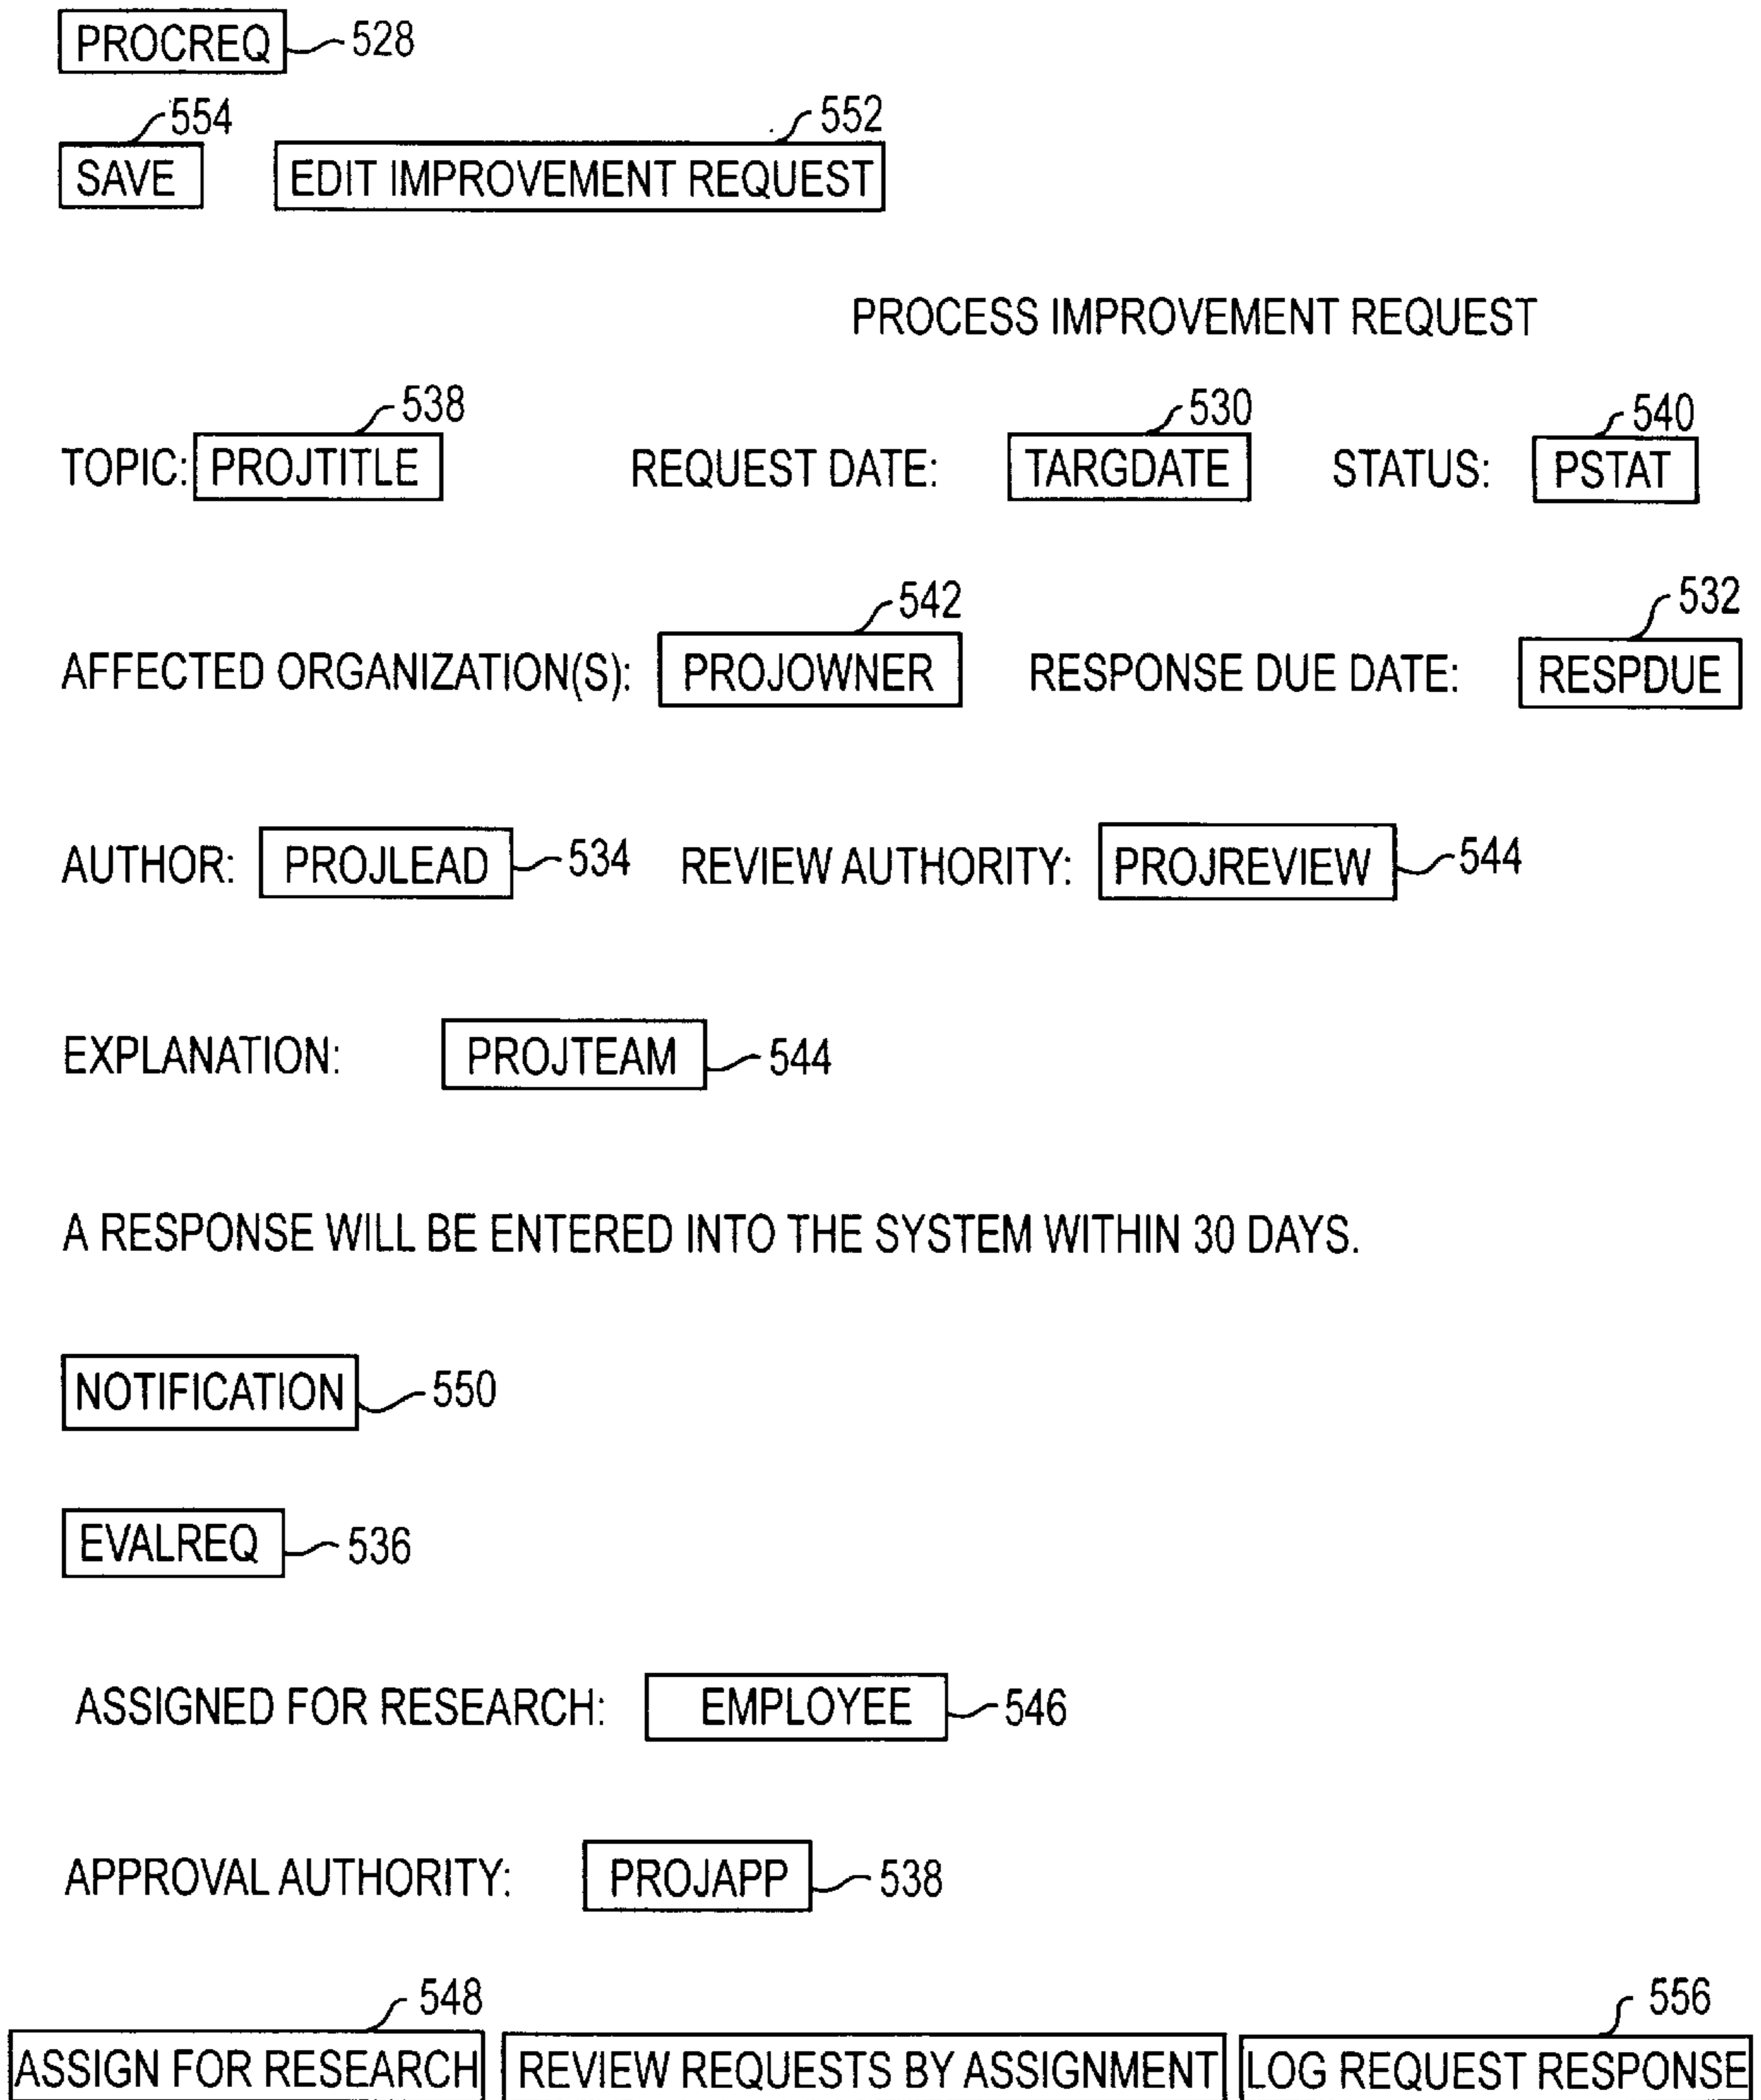 PROCREQ 528
554 552
SAVE EDIT IMPROVEMENT REQUEST
PROCESS IMPROVEMENT REQUEST
538 530 540
TOPIC: PROJTITLE REQUEST DATE: TARGDATE STATUS: PSTAT
542 532
AFFECTED ORGANIZATION(S): PROJOWNER RESPONSE DUE DATE: RESPDUE
AUTHOR: PROJLEAD 534 REVIEW AUTHORITY: PROJREVIEW 544
EXPLANATION: PROJTEAM 544
A RESPONSE WILL BE ENTERED INTO THE SYSTEM WITHIN 30 DAYS.
NOTIFICATION 550
EVALREQ 536
ASSIGNED FOR RESEARCH: EMPLOYEE 546
APPROVAL AUTHORITY: PROJAPP 538
548 556
ASSIGN FOR RESEARCH REVIEW REQUESTS BY ASSIGNMENT LOG REQUEST RESPONSE